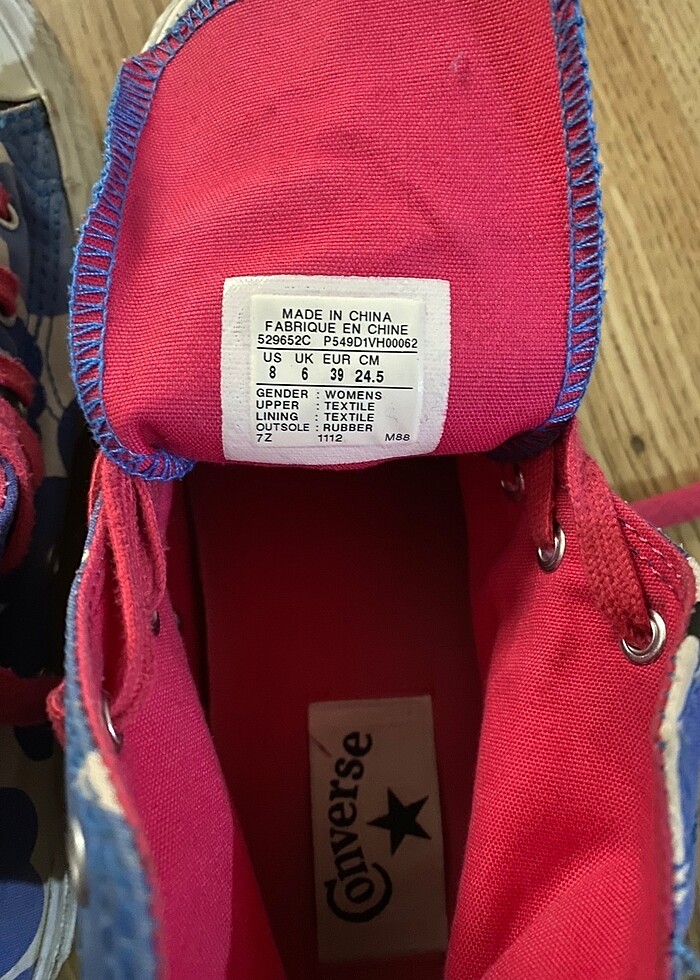 MADE IN CHINA
FABRIQUE EN CHINE
529652C P549D1VH00062
US UK EUR CM
8 6 39 24.5
GENDER : WOMENS
UPPER : TEXTILE
LINING : TEXTILE
OUTSOLE : RUBBER
7Z 1112 M88
Converse